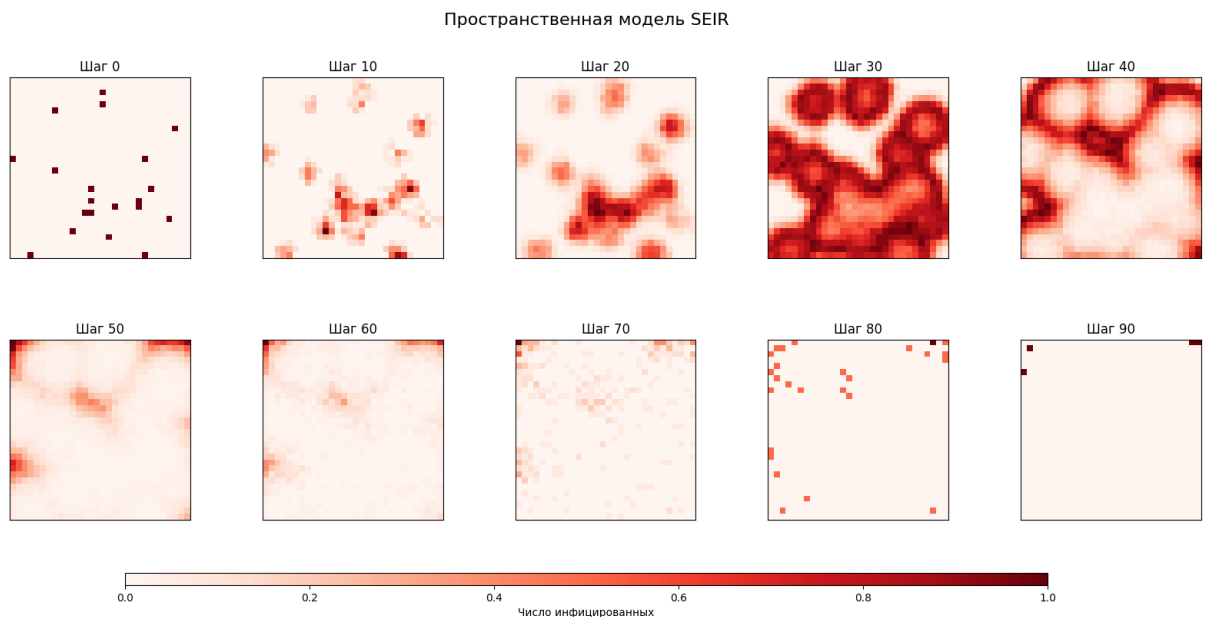 Пространственная модель SEIR
Шаг 0
Шаг 10
Шаг 20
Шаг 30
Шаг 40
Шаг 50
Шаг 60
Шаг 70
Шаг 80
Шаг 90
0.0 0.2 0.4 0.6 0.8 1.0
Число инфицированных